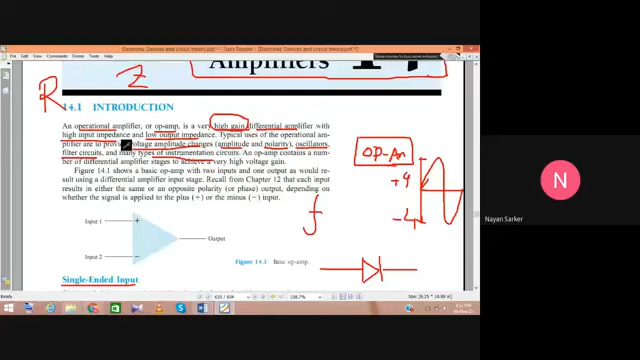 Electronic Devices and circuit theory.pdf - Foxit Reader
File Edit View Comments Forms Tools Help
Amplifiers
R Z
14.1 INTRODUCTION
An operational amplifier, or op-amp, is a very high gain differential amplifier with
high input impedance and low output impedance. Typical uses of the operational am-
plifier are to provide voltage amplitude changes (amplitude and polarity), oscillators,
filter circuits, and many types of instrumentation circuits. An op-amp contains a num-
ber of differential amplifier stages to achieve a very high voltage gain.
Figure 14.1 shows a basic op-amp with two inputs and one output as would re-
sult using a differential amplifier input stage. Recall from Chapter 12 that each input
results in either the same or an opposite polarity (or phase) output, depending on
whether the signal is applied to the plus (+) or the minus (−) input.
OP-Am
+4
-4
f
Input 1 +
Output
Input 2 −
Figure 14.1 Basic op-amp.
Single-Ended Input
N
Nayan Sarker